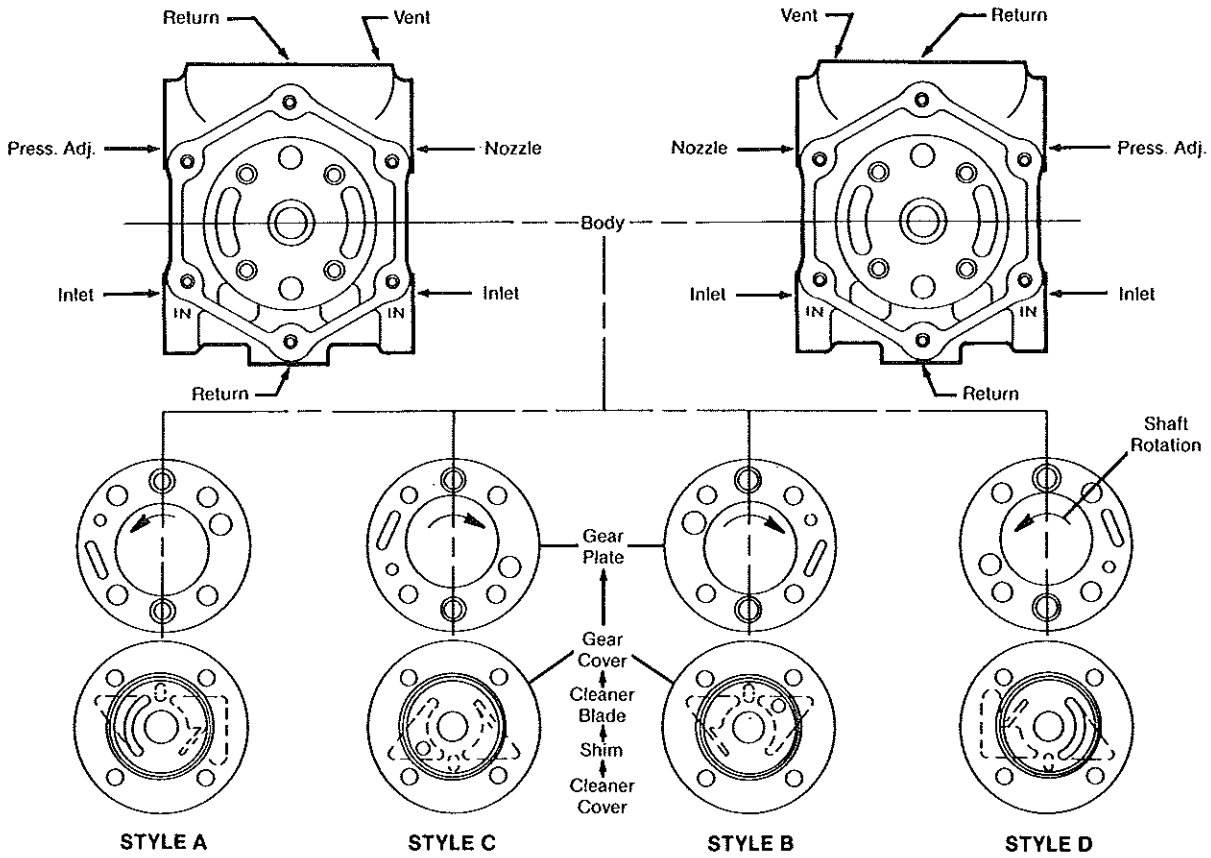 Return
Vent
Vent
Return
Press. Adj.
Nozzle
Nozzle
Press. Adj.
Body
Inlet
Inlet
Inlet
Inlet
IN
IN
IN
IN
Return
Return
Shaft
Rotation
Gear
Plate
Gear
Cover
Cleaner
Blade
Shim
Cleaner
Cover
STYLE A
STYLE C
STYLE B
STYLE D